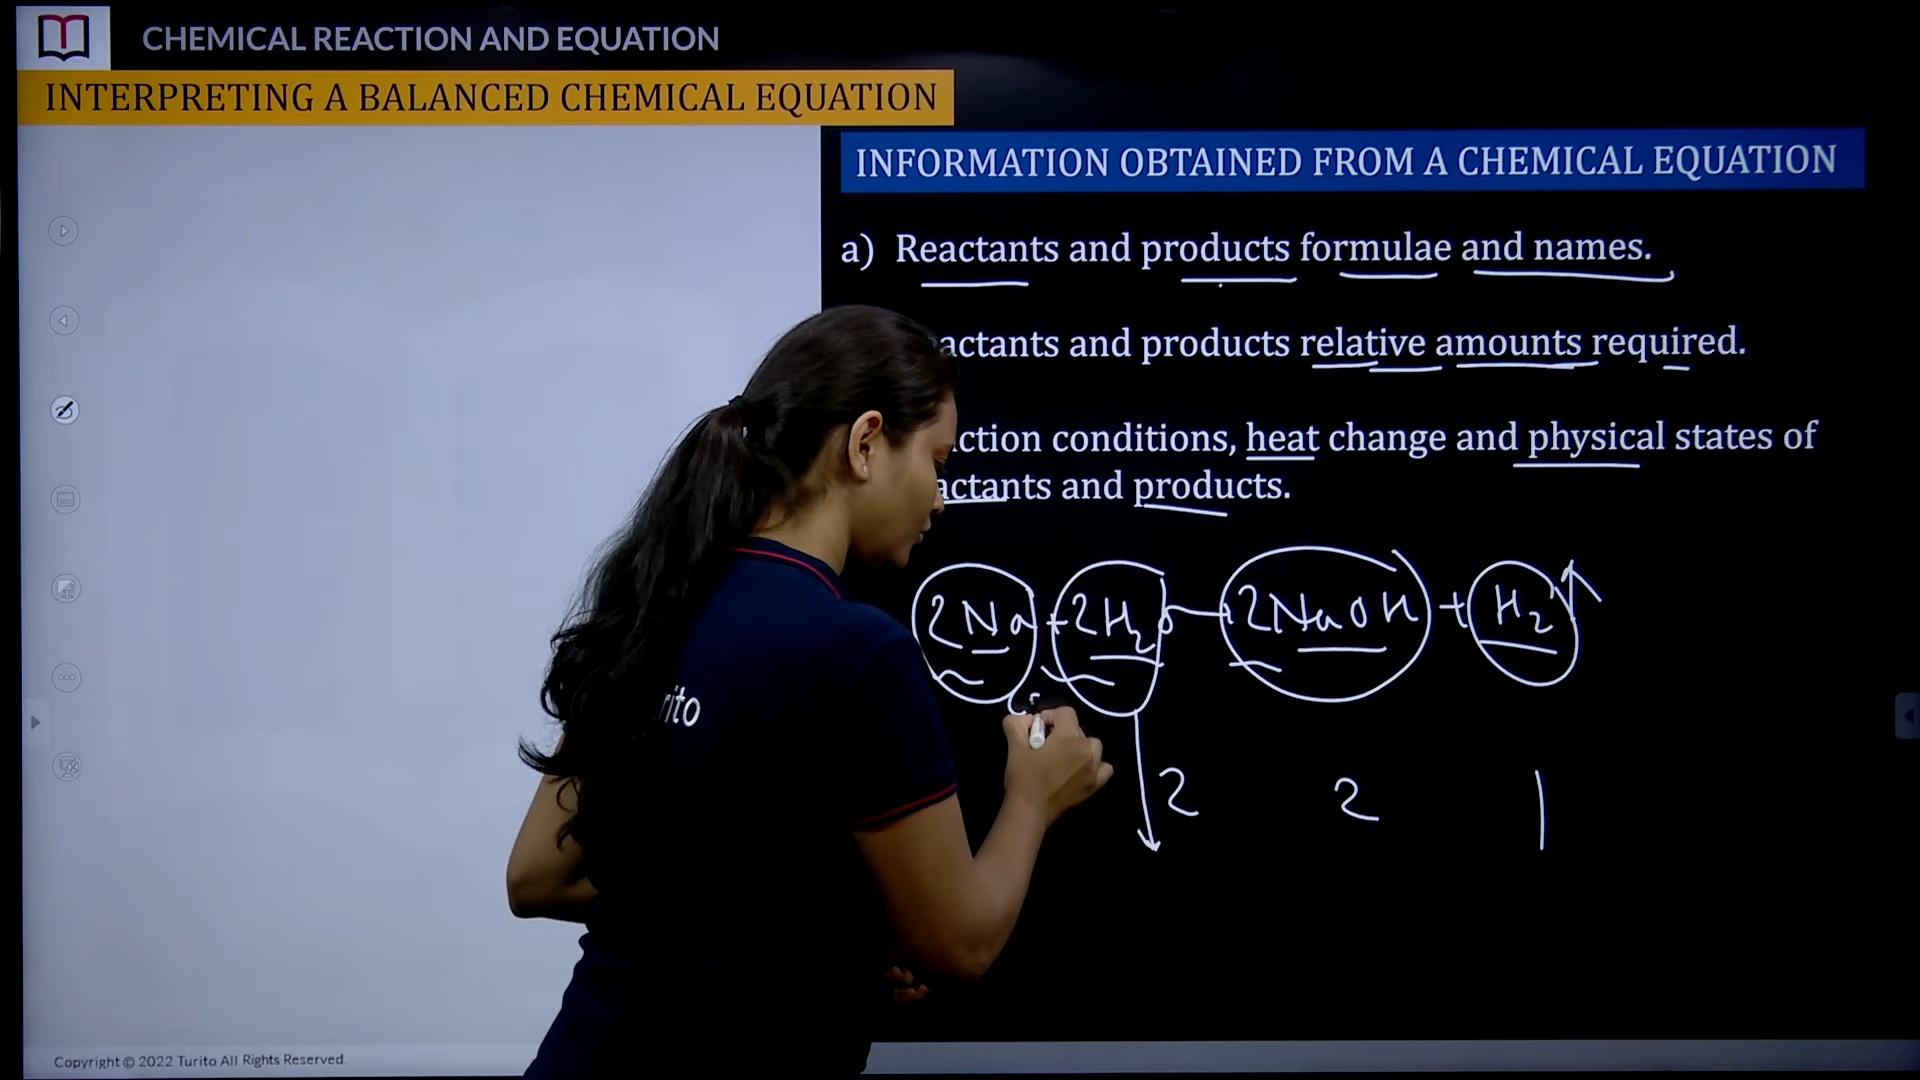 CHEMICAL REACTION AND EQUATION
INTERPRETING A BALANCED CHEMICAL EQUATION
INFORMATION OBTAINED FROM A CHEMICAL EQUATION
a) Reactants and products formulae and names.
actants and products relative amounts required.
ction conditions, heat change and physical states of
actants and products.
2Na + 2H₂O → 2NaOH + H₂↑
rito
2 2 1
Copyright © 2022 Turito All Rights Reserved.